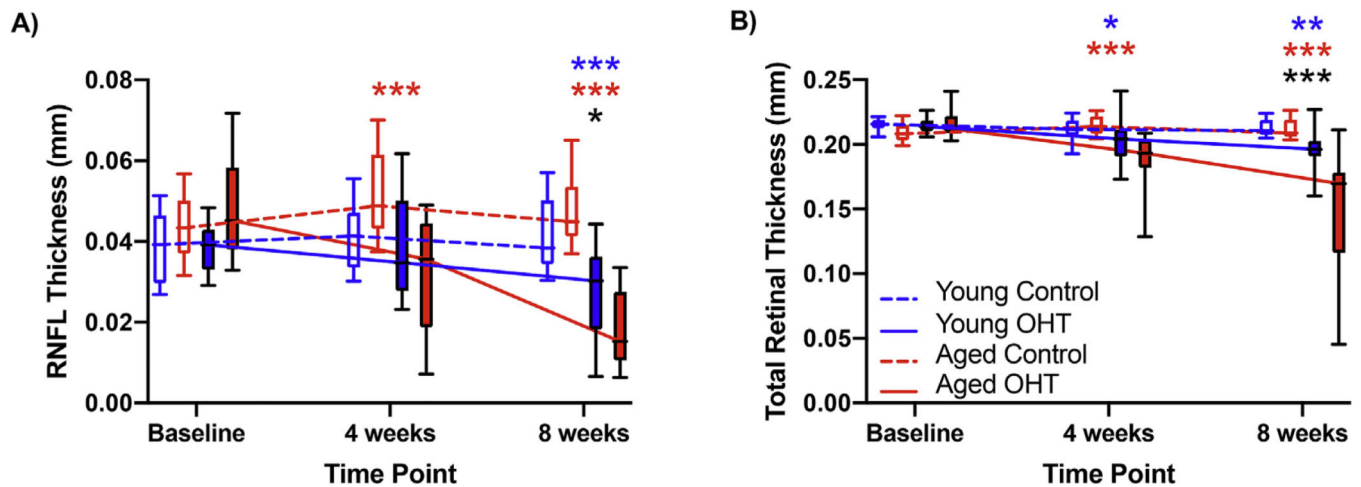 A)
RNFL Thickness (mm)
0.08
0.06
0.04
0.02
0.00
***
***
***
*
Baseline
4 weeks
8 weeks
Time Point
B)
Total Retinal Thickness (mm)
0.25
0.20
0.15
0.10
0.05
0.00
*
***
**
***
***
Young Control
Young OHT
Aged Control
Aged OHT
Baseline
4 weeks
8 weeks
Time Point